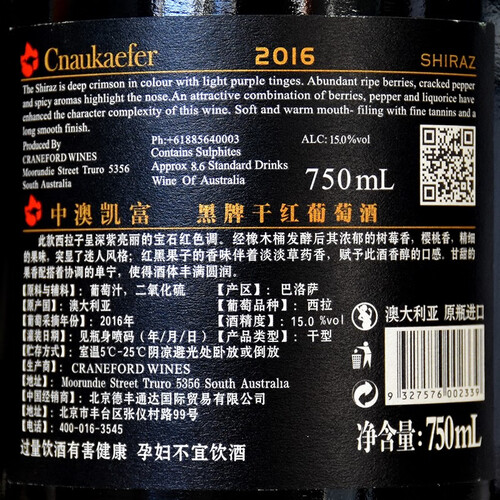 Cnaukaefer 2016 SHIRAZ
The Shiraz is deep crimson in colour with light purple tinges. Abundant ripe berries, cracked pepper
and spicy aromas highlight the nose.An attractive combination of berries, pepper and liquorice have
enhanced the character complexity of this wine. Soft and warm mouth- filling with fine tannins and a
long smooth finish.
Produced By
CRANEFORD WINES
Moorundie Street Truro 5356
South Australia
Ph:+61885640003
Contains Sulphites
Approx 8.6 Standard Drinks
Wine Of Australia
ALC: 15.0%vol
750mL
中澳凯富 黑牌干红葡萄酒
此款西拉子呈深紫亮丽的宝石红色调。经橡木桶发酵后其浓郁的树莓香，樱桃香，精细
的果味，突显了迷人风格；红黑果子的香味伴着淡淡草药香，赋予此酒香醇的口感．甘甜的
果香配搭着协调的单宁，使得酒体丰满圆润。
【原料与辅料】：葡萄汁，二氧化硫
【原产国】：澳大利亚
【葡萄采摘年份】：2016年
【灌装日期】：见瓶身喷码（年/月/日）
【贮存方式】：室温5℃-25℃阴凉避光处卧放或倒放
【生产商】： CRANEFORD WINES
【地址】： Moorundie Street Truro 5356 South Australia
【中国经销商】：北京德丰通达国际贸易有限公司
【地址】：北京市丰台区张仪村路99号
【电话】：400-016-3545
【产区】：巴洛萨
【葡萄品种】：西拉
【酒精度】：15.0 %vol
【产品类型】：干型
过量饮酒有害健康 孕妇不宜饮酒
澳大利亚 原瓶进口
9 327576 002339
净含量:750mL